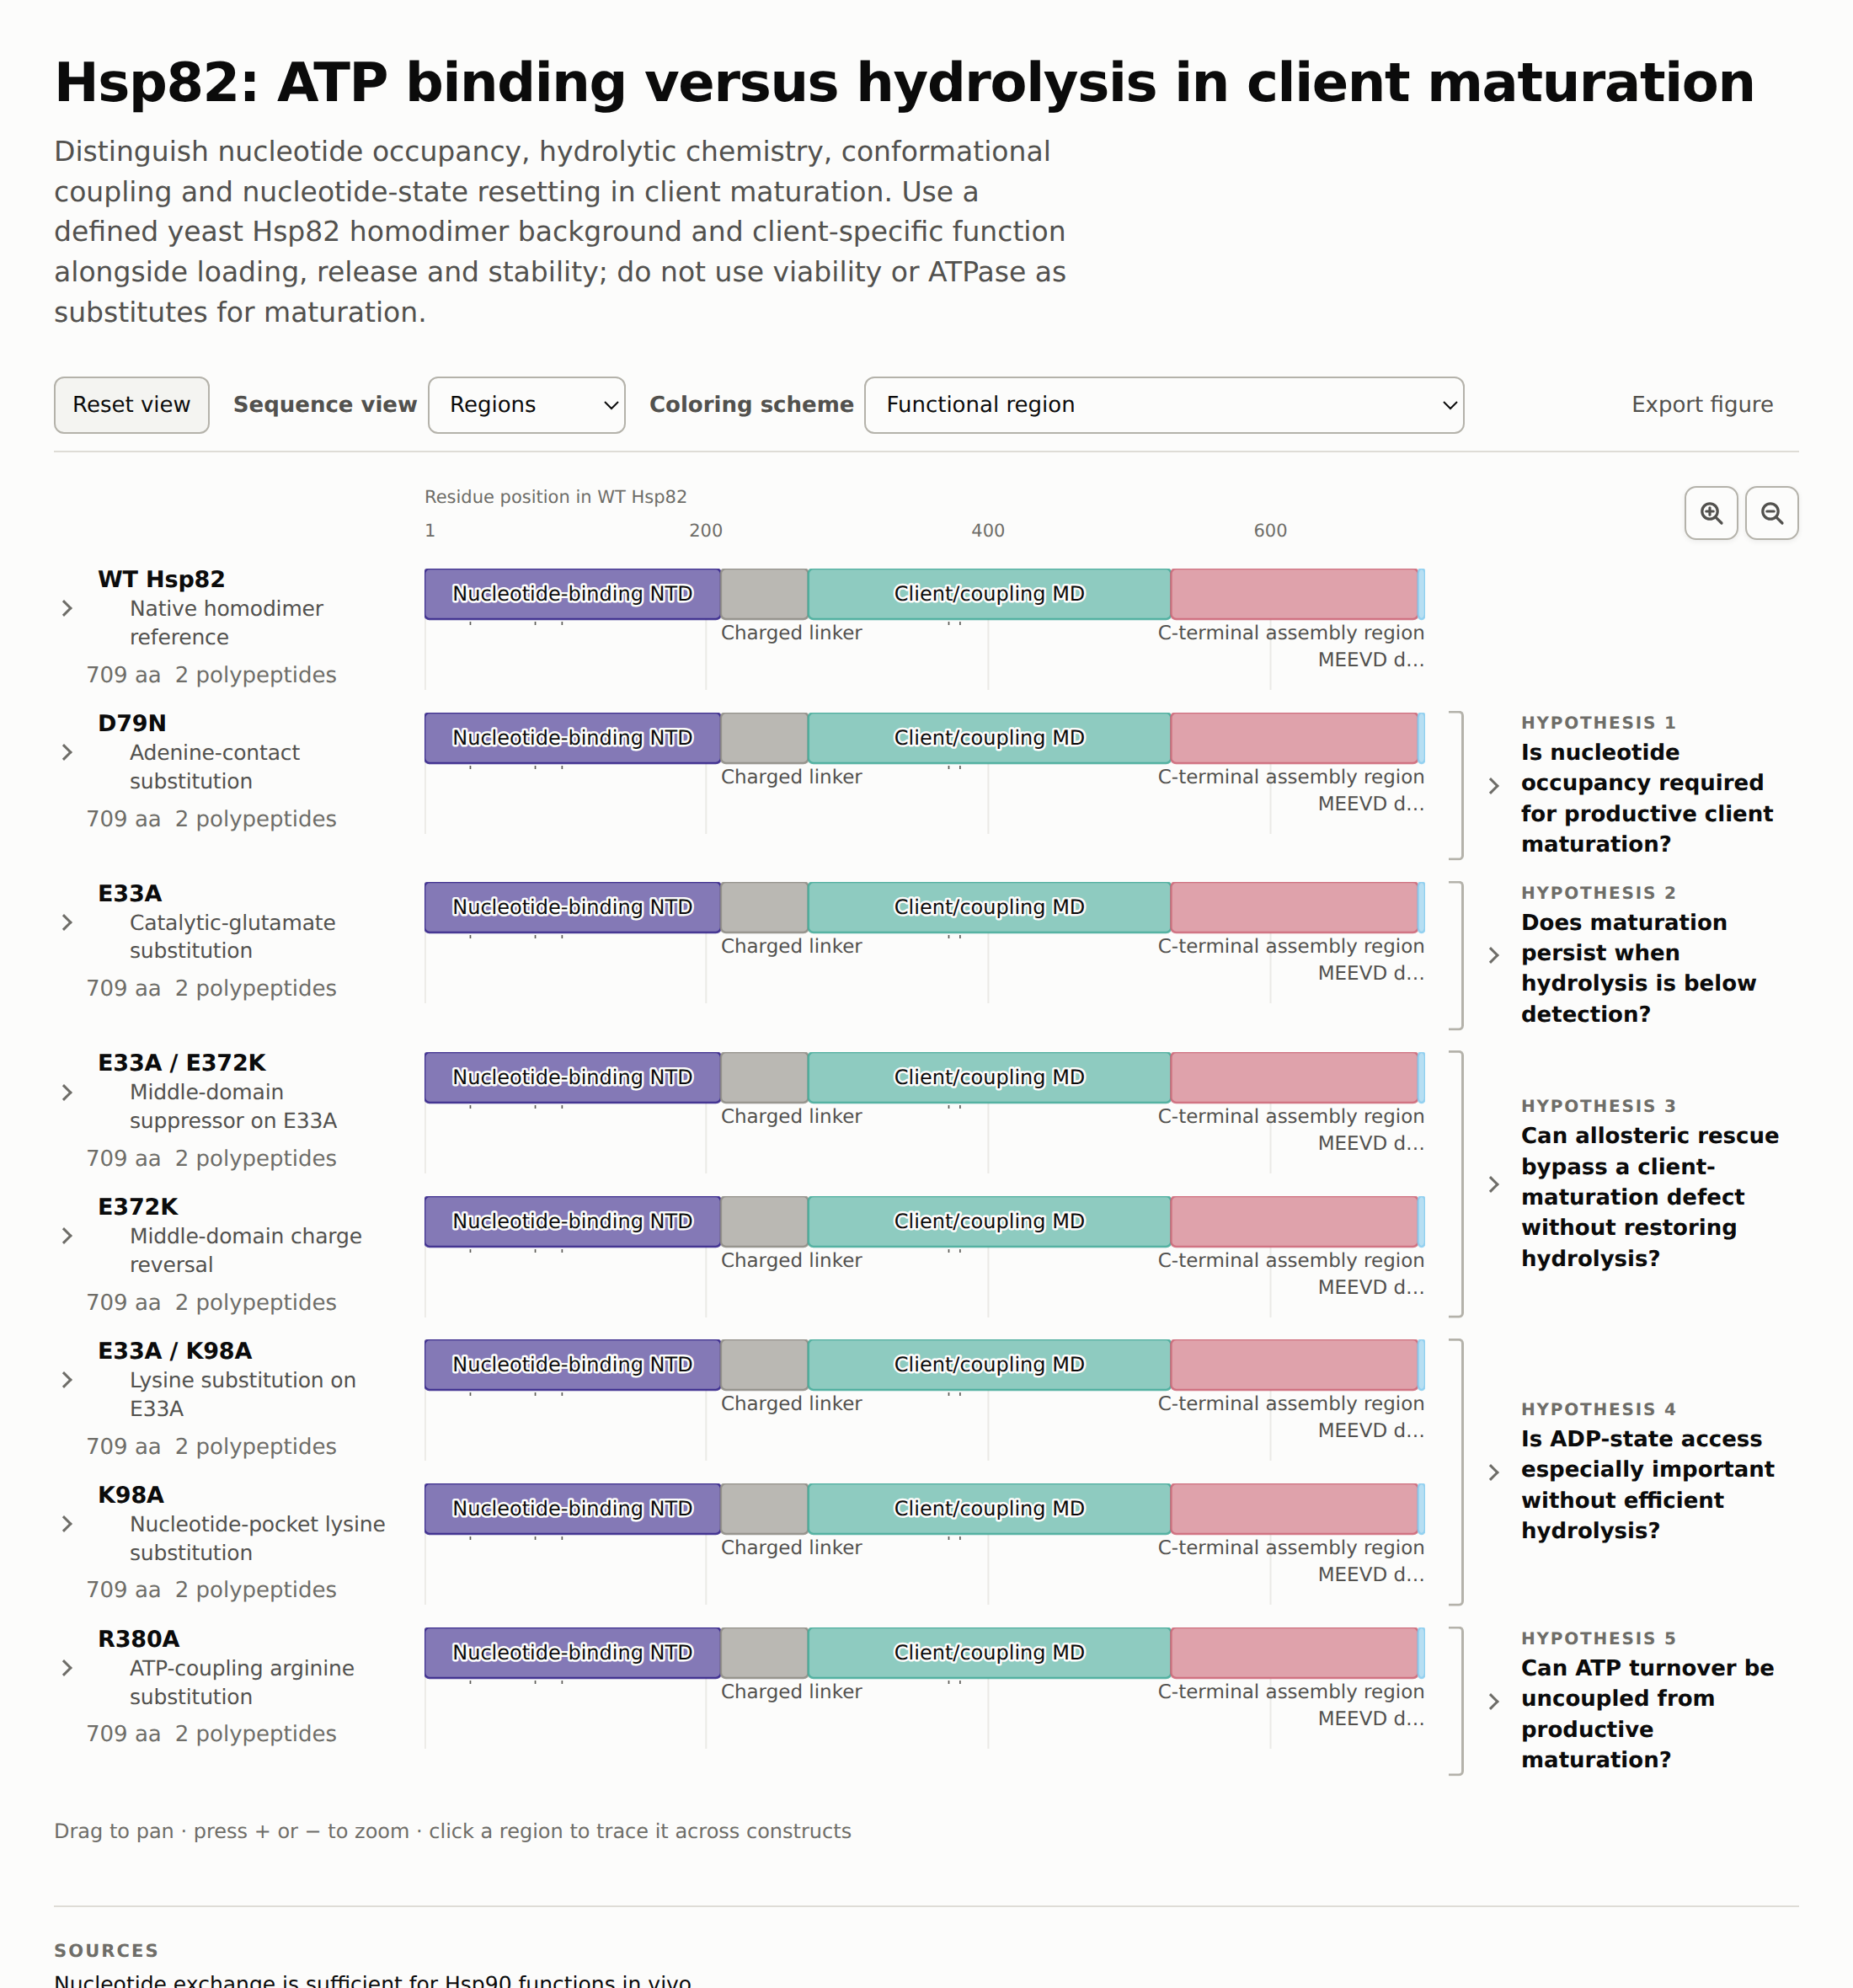 Hsp82: ATP binding versus hydrolysis in client maturation
Distinguish nucleotide occupancy, hydrolytic chemistry, conformational
coupling and nucleotide-state resetting in client maturation. Use a
defined yeast Hsp82 homodimer background and client-specific function
alongside loading, release and stability; do not use viability or ATPase as
substitutes for maturation.
Reset view Sequence view Regions Coloring scheme Functional region Export figure
Residue position in WT Hsp82
1 200 400 600
WT Hsp82
Native homodimer
reference
709 aa 2 polypeptides
Nucleotide-binding NTD Client/coupling MD
Charged linker C-terminal assembly region
MEEVD d…
D79N
Adenine-contact
substitution
709 aa 2 polypeptides
Nucleotide-binding NTD Client/coupling MD
Charged linker C-terminal assembly region
MEEVD d…
HYPOTHESIS 1
Is nucleotide
occupancy required
for productive client
maturation?
E33A
Catalytic-glutamate
substitution
709 aa 2 polypeptides
Nucleotide-binding NTD Client/coupling MD
Charged linker C-terminal assembly region
MEEVD d…
HYPOTHESIS 2
Does maturation
persist when
hydrolysis is below
detection?
E33A / E372K
Middle-domain
suppressor on E33A
709 aa 2 polypeptides
Nucleotide-binding NTD Client/coupling MD
Charged linker C-terminal assembly region
MEEVD d…
E372K
Middle-domain charge
reversal
709 aa 2 polypeptides
Nucleotide-binding NTD Client/coupling MD
Charged linker C-terminal assembly region
MEEVD d…
HYPOTHESIS 3
Can allosteric rescue
bypass a client-
maturation defect
without restoring
hydrolysis?
E33A / K98A
Lysine substitution on
E33A
709 aa 2 polypeptides
Nucleotide-binding NTD Client/coupling MD
Charged linker C-terminal assembly region
MEEVD d…
K98A
Nucleotide-pocket lysine
substitution
709 aa 2 polypeptides
Nucleotide-binding NTD Client/coupling MD
Charged linker C-terminal assembly region
MEEVD d…
HYPOTHESIS 4
Is ADP-state access
especially important
without efficient
hydrolysis?
R380A
ATP-coupling arginine
substitution
709 aa 2 polypeptides
Nucleotide-binding NTD Client/coupling MD
Charged linker C-terminal assembly region
MEEVD d…
HYPOTHESIS 5
Can ATP turnover be
uncoupled from
productive
maturation?
Drag to pan · press + or − to zoom · click a region to trace it across constructs
SOURCES
Nucleotide exchange is sufficient for Hsp90 functions in vivo